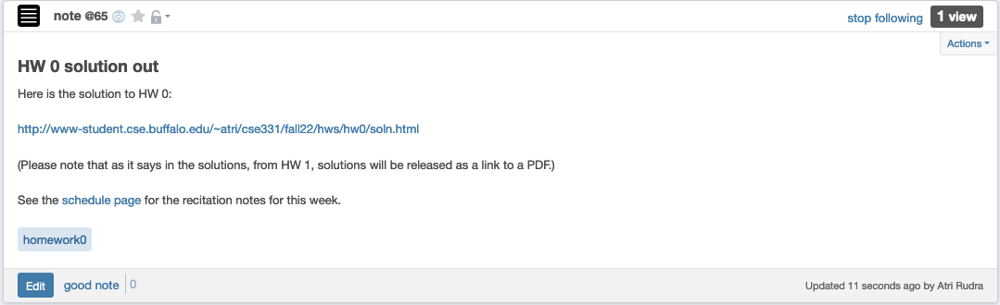 note @65
stop following 1 view
Actions
HW 0 solution out
Here is the solution to HW 0:
http://www-student.cse.buffalo.edu/~atri/cse331/fall22/hws/hw0/soln.html
(Please note that as it says in the solutions, from HW 1, solutions will be released as a link to a PDF.)
See the schedule page for the recitation notes for this week.
homework0
Edit good note 0
Updated 11 seconds ago by Atri Rudra